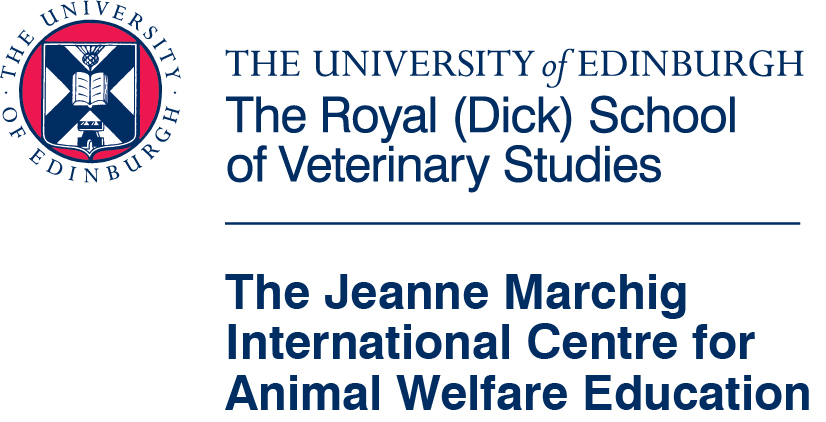 THE UNIVERSITY
OF EDINBURGH
THE UNIVERSITY of EDINBURGH
The Royal (Dick) School
of Veterinary Studies
The Jeanne Marchig
International Centre for
Animal Welfare Education